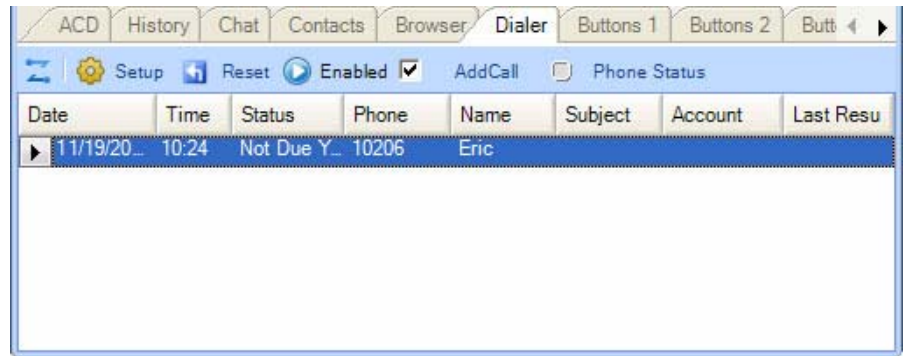 ACD History Chat Contacts Browser Dialer Buttons 1 Buttons 2 Butt
Setup Reset Enabled AddCall Phone Status
Date Time Status Phone Name Subject Account Last Resu
11/19/20... 10:24 Not Due Y... 10206 Eric